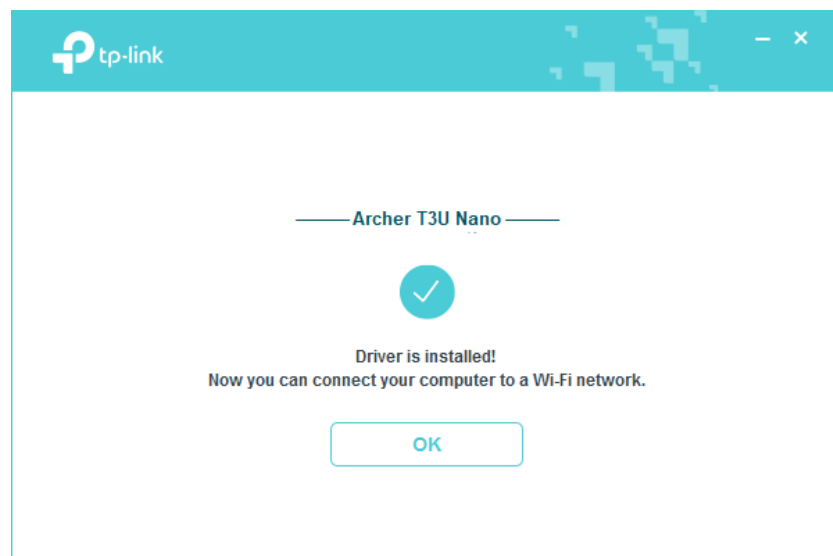 tp-link
Archer T3U Nano
Driver is installed!
Now you can connect your computer to a Wi-Fi network.
OK